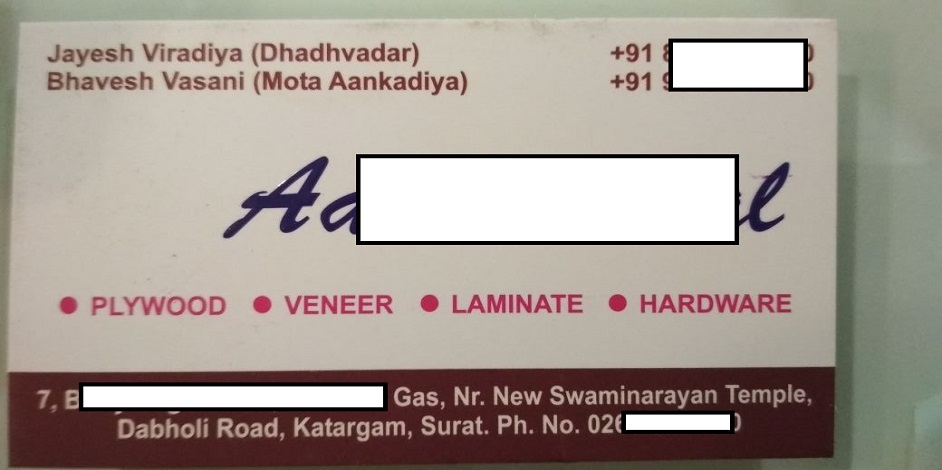 Jayesh Viradiya (Dhadhvadar) +91
Bhavesh Vasani (Mota Aankadiya) +91
• PLYWOOD • VENEER • LAMINATE • HARDWARE
7, Gas, Nr. New Swaminarayan Temple,
Dabholi Road, Katargam, Surat. Ph. No.